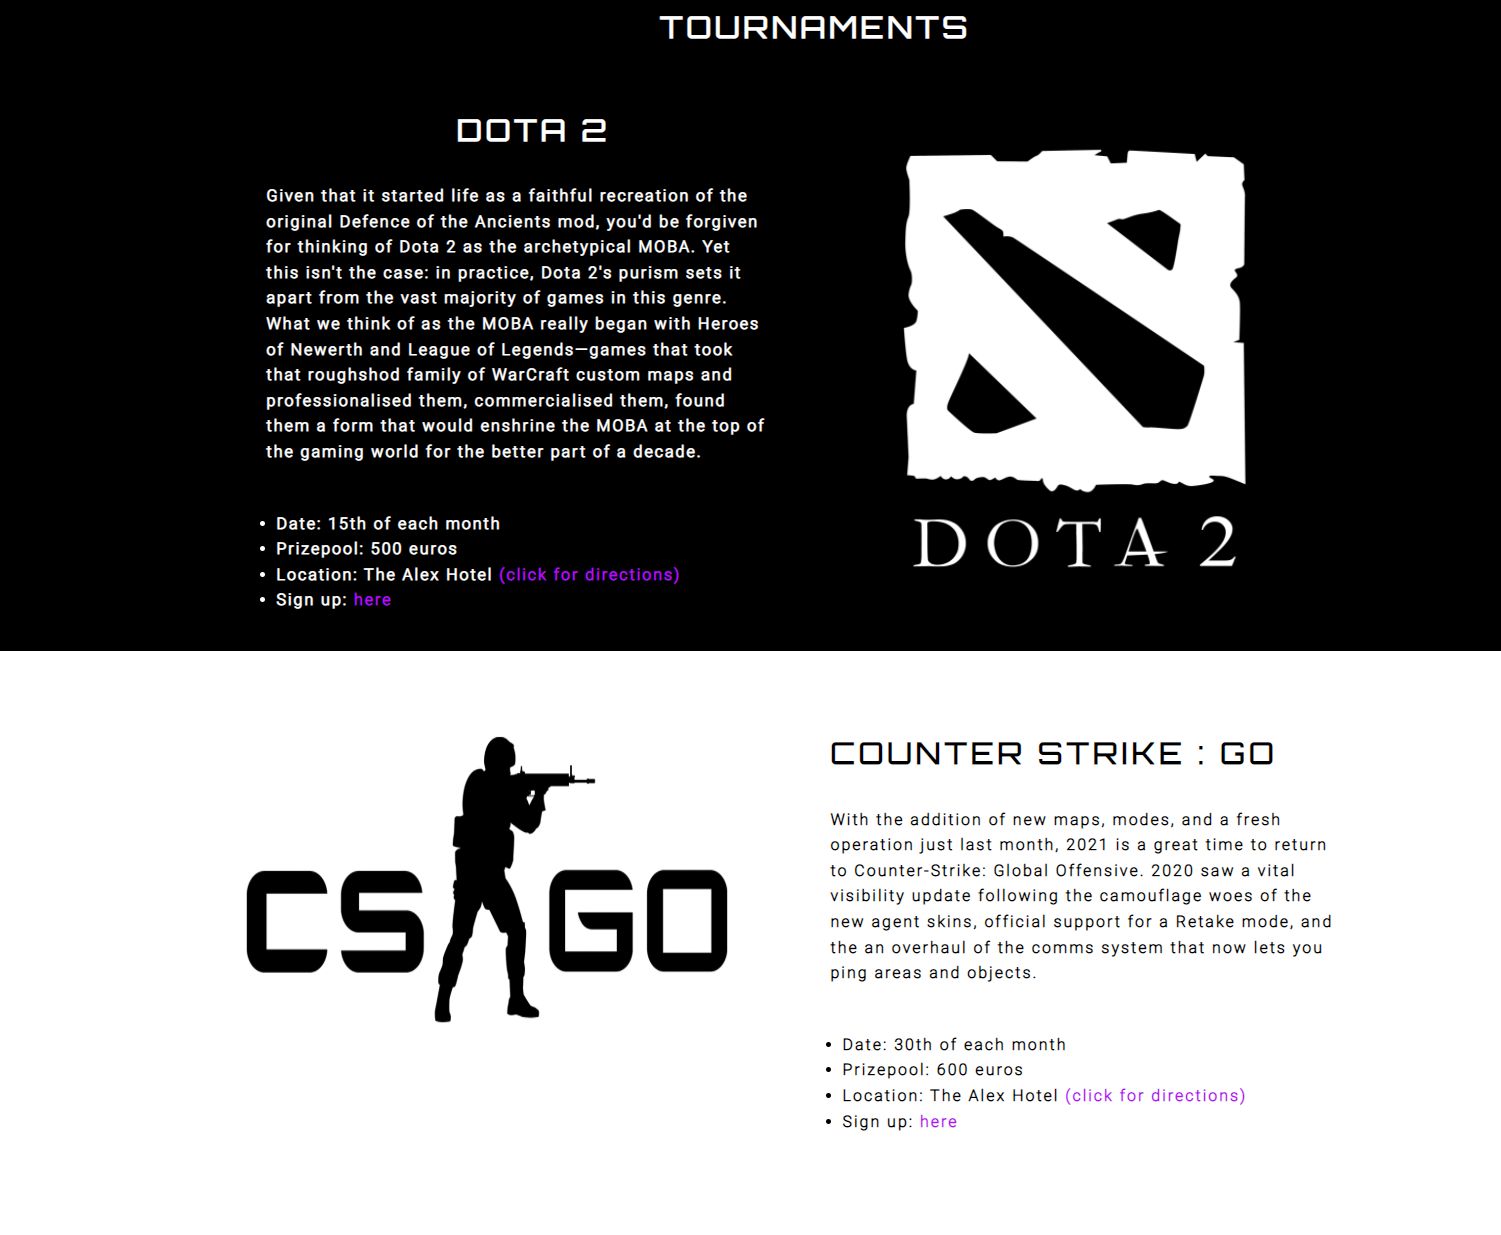 TOURNAMENTS
DOTA 2
Given that it started life as a faithful recreation of the
original Defence of the Ancients mod, you'd be forgiven
for thinking of Dota 2 as the archetypical MOBA. Yet
this isn't the case: in practice, Dota 2's purism sets it
apart from the vast majority of games in this genre.
What we think of as the MOBA really began with Heroes
of Newerth and League of Legends—games that took
that roughshod family of WarCraft custom maps and
professionalised them, commercialised them, found
them a form that would enshrine the MOBA at the top of
the gaming world for the better part of a decade.
• Date: 15th of each month
• Prizepool: 500 euros
• Location: The Alex Hotel (click for directions)
• Sign up: here
DOTA 2
CS GO
COUNTER STRIKE : GO
With the addition of new maps, modes, and a fresh
operation just last month, 2021 is a great time to return
to Counter-Strike: Global Offensive. 2020 saw a vital
visibility update following the camouflage woes of the
new agent skins, official support for a Retake mode, and
the an overhaul of the comms system that now lets you
ping areas and objects.
• Date: 30th of each month
• Prizepool: 600 euros
• Location: The Alex Hotel (click for directions)
• Sign up: here